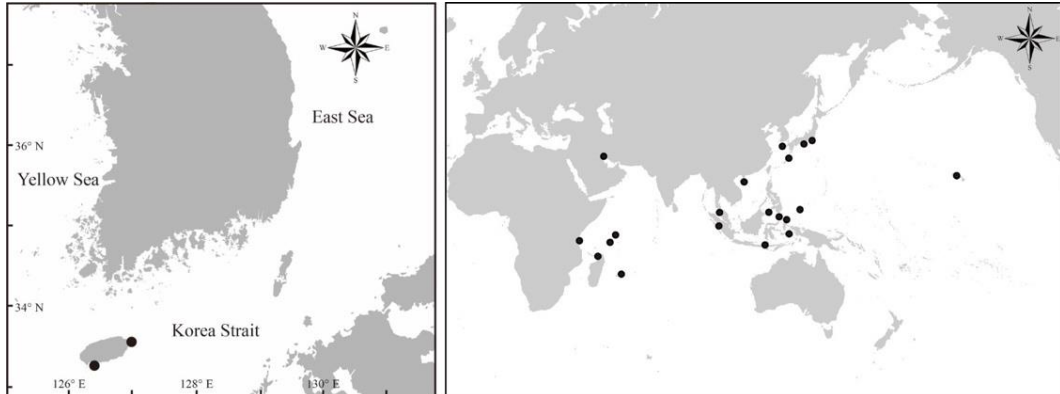 N
W E
S
East Sea
36° N
Yellow Sea
34° N
Korea Strait
126° E 128° E 130° E
N
W E
S